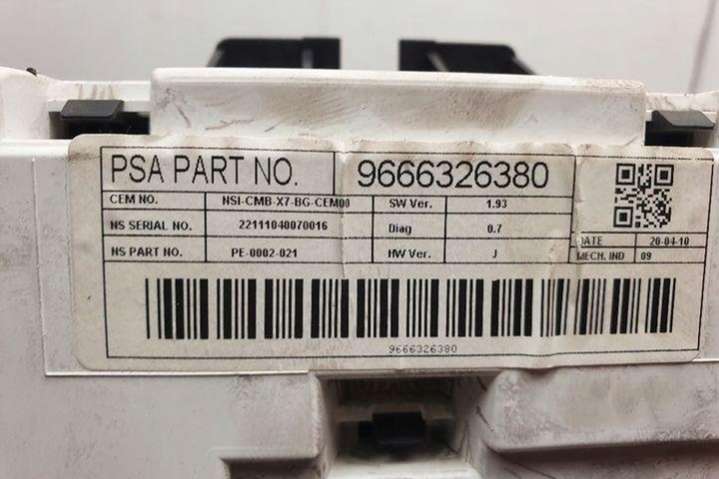 PSA PART NO. 9666326380
CEM NO. NSI-CMB-X7-BG-CEM00 SW Ver. 1.93
NS SERIAL NO. 22111040070016 Diag 0.7
DATE 20-04-10
NS PART NO. PE-0002-021 HW Ver. J
MECH. IND 09
9666326380